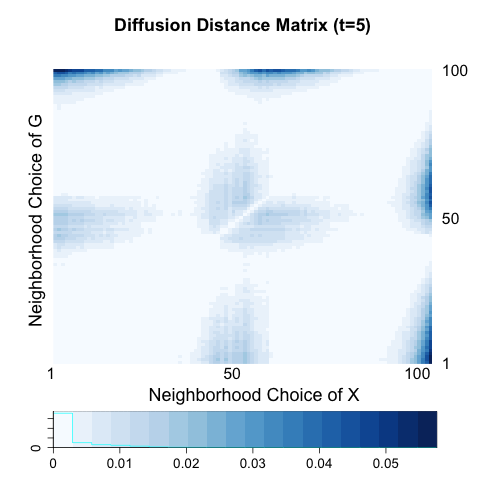 Diffusion Distance Matrix (t=5)
Neighborhood Choice of G
100
50
1
1 50 100
Neighborhood Choice of X
0
0 0.01 0.02 0.03 0.04 0.05